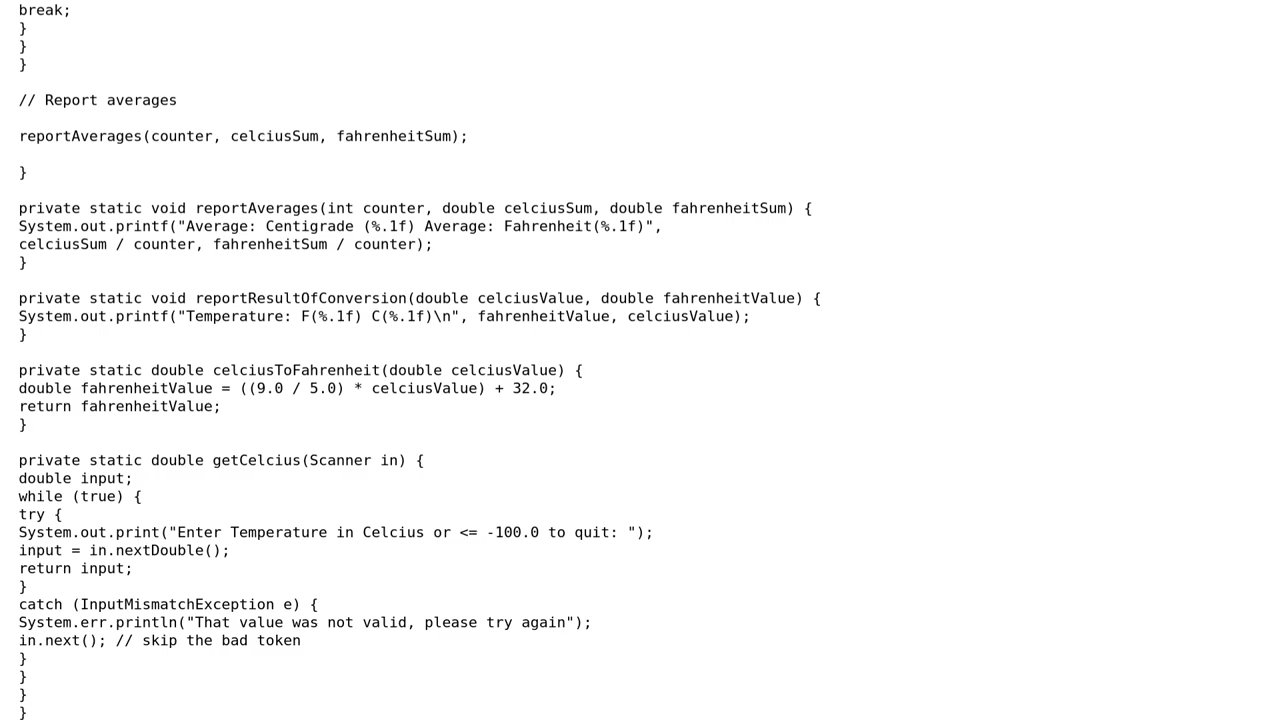 break;
}
}
}
// Report averages
reportAverages(counter, celciusSum, fahrenheitSum);
}
private static void reportAverages(int counter, double celciusSum, double fahrenheitSum) {
System.out.printf("Average: Centigrade (%.1f) Average: Fahrenheit(%.1f)",
celciusSum / counter, fahrenheitSum / counter);
}
private static void reportResultOfConversion(double celciusValue, double fahrenheitValue) {
System.out.printf("Temperature: F(%.1f) C(%.1f)\n", fahrenheitValue, celciusValue);
}
private static double celciusToFahrenheit(double celciusValue) {
double fahrenheitValue = ((9.0 / 5.0) * celciusValue) + 32.0;
return fahrenheitValue;
}
private static double getCelcius(Scanner in) {
double input;
while (true) {
try {
System.out.print("Enter Temperature in Celcius or <= -100.0 to quit: ");
input = in.nextDouble();
return input;
}
catch (InputMismatchException e) {
System.err.println("That value was not valid, please try again");
in.next(); // skip the bad token
}
}
}
}